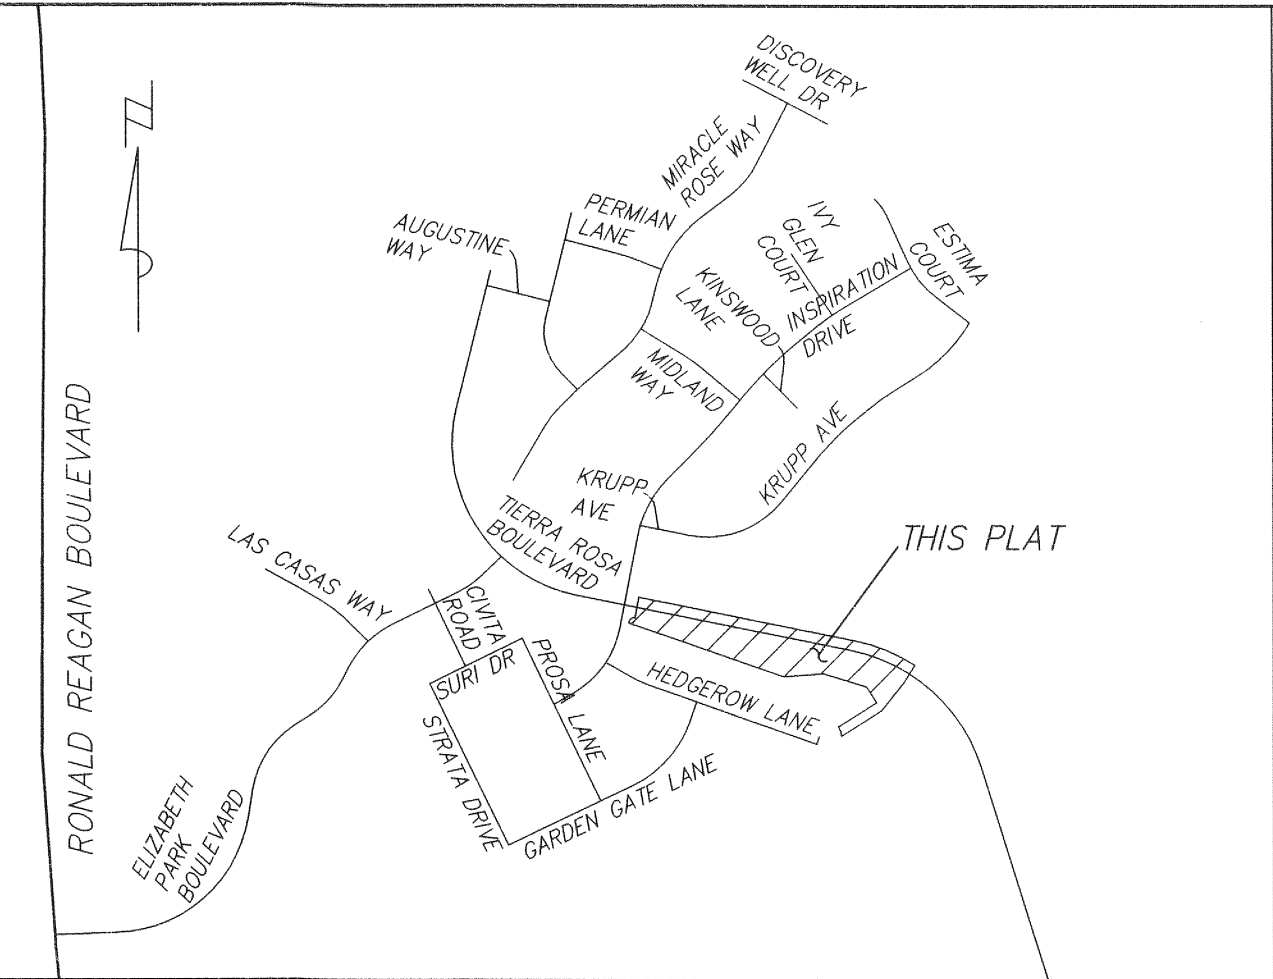 DISCOVERY
WELL DR
MIRACLE
ROSE WAY
PERMIAN
LANE
AUGUSTINE
WAY
IVY
GLEN
COURT
ESTIMA
COURT
KINSWOOD
LANE
INSPIRATION
DRIVE
MIDLAND
WAY
KRUPP AVE
KRUPP
AVE
TIERRA ROSA
BOULEVARD
THIS PLAT
RONALD REAGAN BOULEVARD
LAS CASAS WAY
CIVITA
ROAD
SURI DR
PROSA LANE
HEDGEROW LANE
STRATA DRIVE
GARDEN GATE LANE
ELIZABETH
PARK
BOULEVARD
N